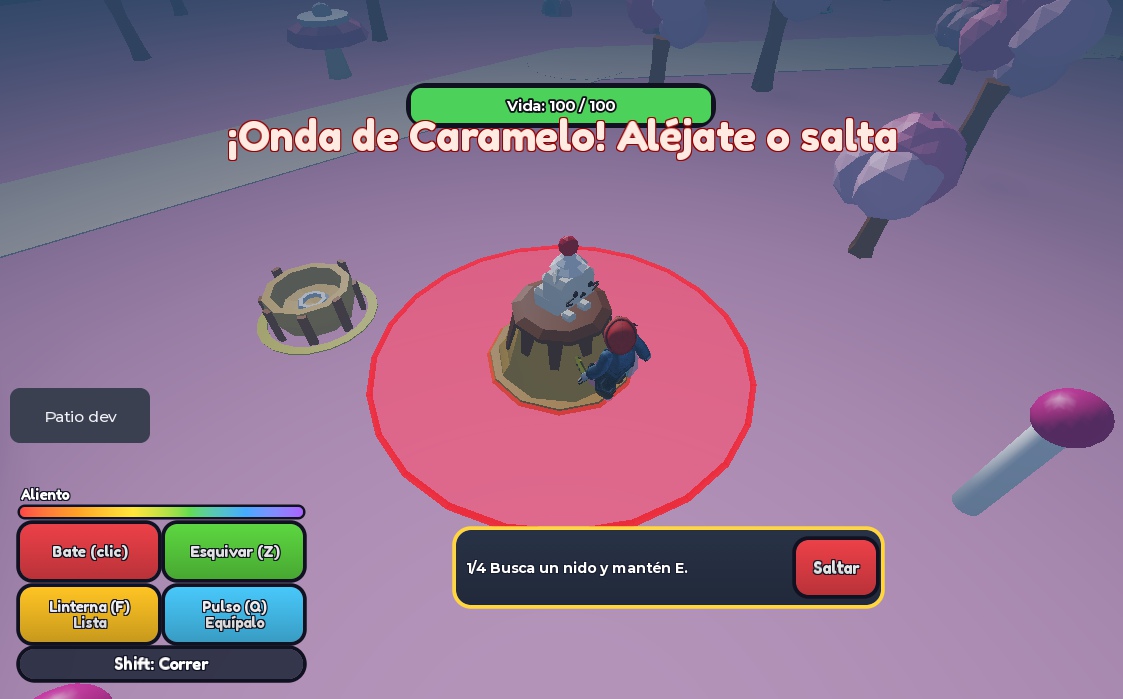 Vida: 100 / 100
¡Onda de Caramelo! Aléjate o salta
Patio dev
Aliento
Bate (clic)
Esquivar (Z)
Linterna (F)
Lista
Pulso (Q)
Equípalo
Shift: Correr
1/4 Busca un nido y mantén E.
Saltar